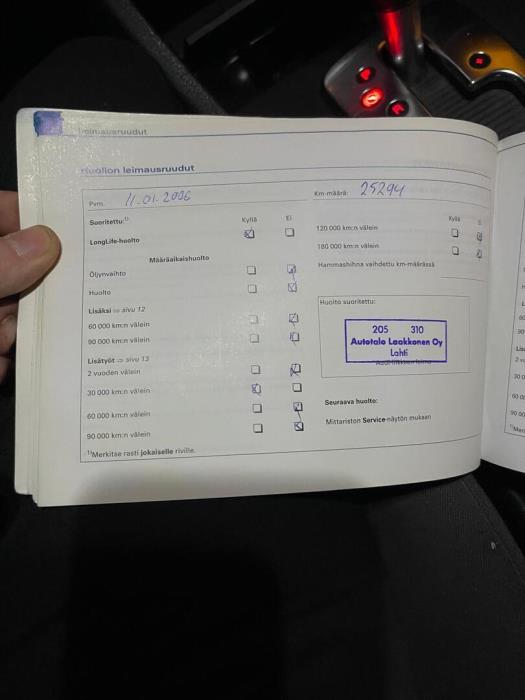 Leimausruudut
Huollon leimausruudut
Pvm. 11.01.2006
Km-määrä: 25294
Suoritettu:¹⁾ Kyllä Ei
LongLife-huolto
Määräaikaishuolto
Öljynvaihto
Huolto
Lisäksi ⇒ sivu 12
60 000 km:n välein
90 000 km:n välein
Lisätyöt ⇒ sivu 13
2 vuoden välein
30 000 km:n välein
60 000 km:n välein
90 000 km:n välein
¹⁾Merkitse rasti jokaiselle riville.
Kyllä
120 000 km:n välein
180 000 km:n välein
Hammashihna vaihdettu km-määrässä
Huolto suoritettu:
205 310
Autotalo Laakkonen Oy
Lahti
Seuraava huolto:
Mittariston Service-näytön mukaan